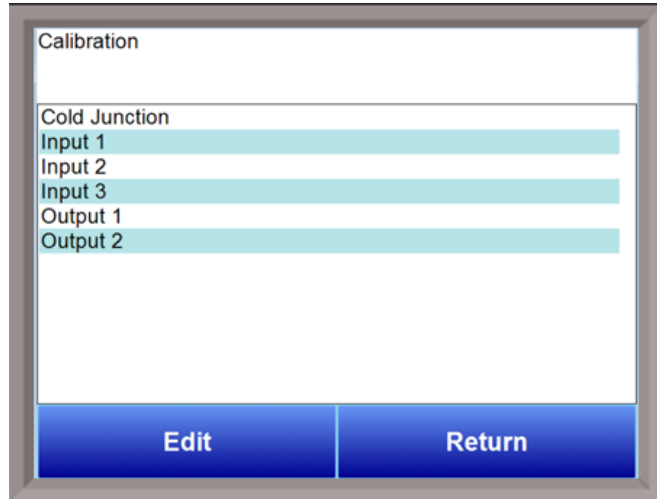 Calibration
Cold Junction
Input 1
Input 2
Input 3
Output 1
Output 2
Edit
Return